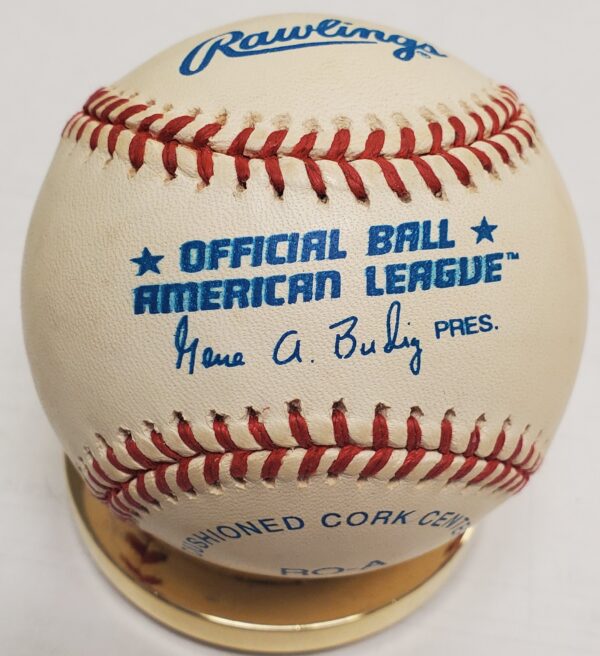 Rawlings
★ OFFICIAL BALL ★
AMERICAN LEAGUE™
Gene A. Budig PRES.
CUSHIONED CORK CENTER
RO-A